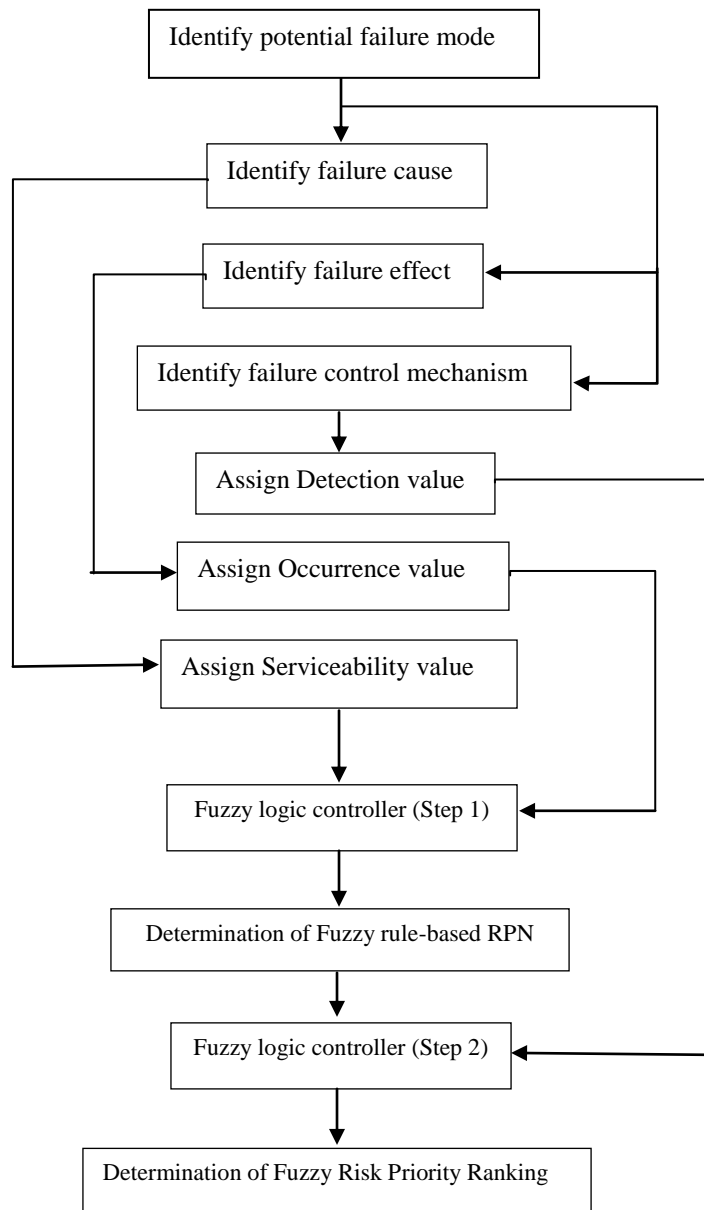 Identify potential failure mode
Identify failure cause
Identify failure effect
Identify failure control mechanism
Assign Detection value
Assign Occurrence value
Assign Serviceability value
Fuzzy logic controller (Step 1)
Determination of Fuzzy rule-based RPN
Fuzzy logic controller (Step 2)
Determination of Fuzzy Risk Priority Ranking